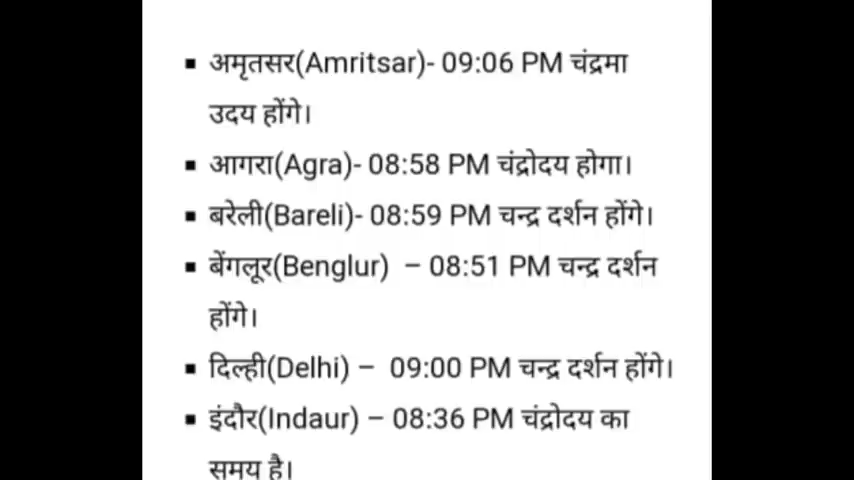 ▪ अमृतसर(Amritsar)- 09:06 PM चंद्रमा
उदय होंगे।
▪ आगरा(Agra)- 08:58 PM चंद्रोदय होगा।
▪ बरेली(Bareli)- 08:59 PM चन्द्र दर्शन होंगे।
▪ बेंगलूर(Benglur) – 08:51 PM चन्द्र दर्शन
होंगे।
▪ दिल्ही(Delhi) – 09:00 PM चन्द्र दर्शन होंगे।
▪ इंदौर(Indaur) – 08:36 PM चंद्रोदय का
समय है।